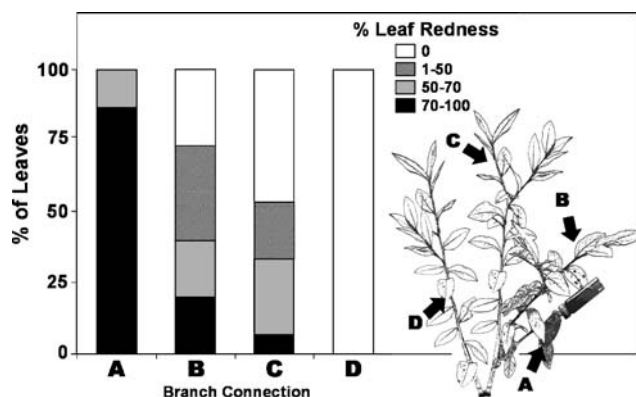 % Leaf Redness
0
1-50
50-70
70-100
% of Leaves
100
75
50
25
0
A B C D
Branch Connection
C
B
D
A